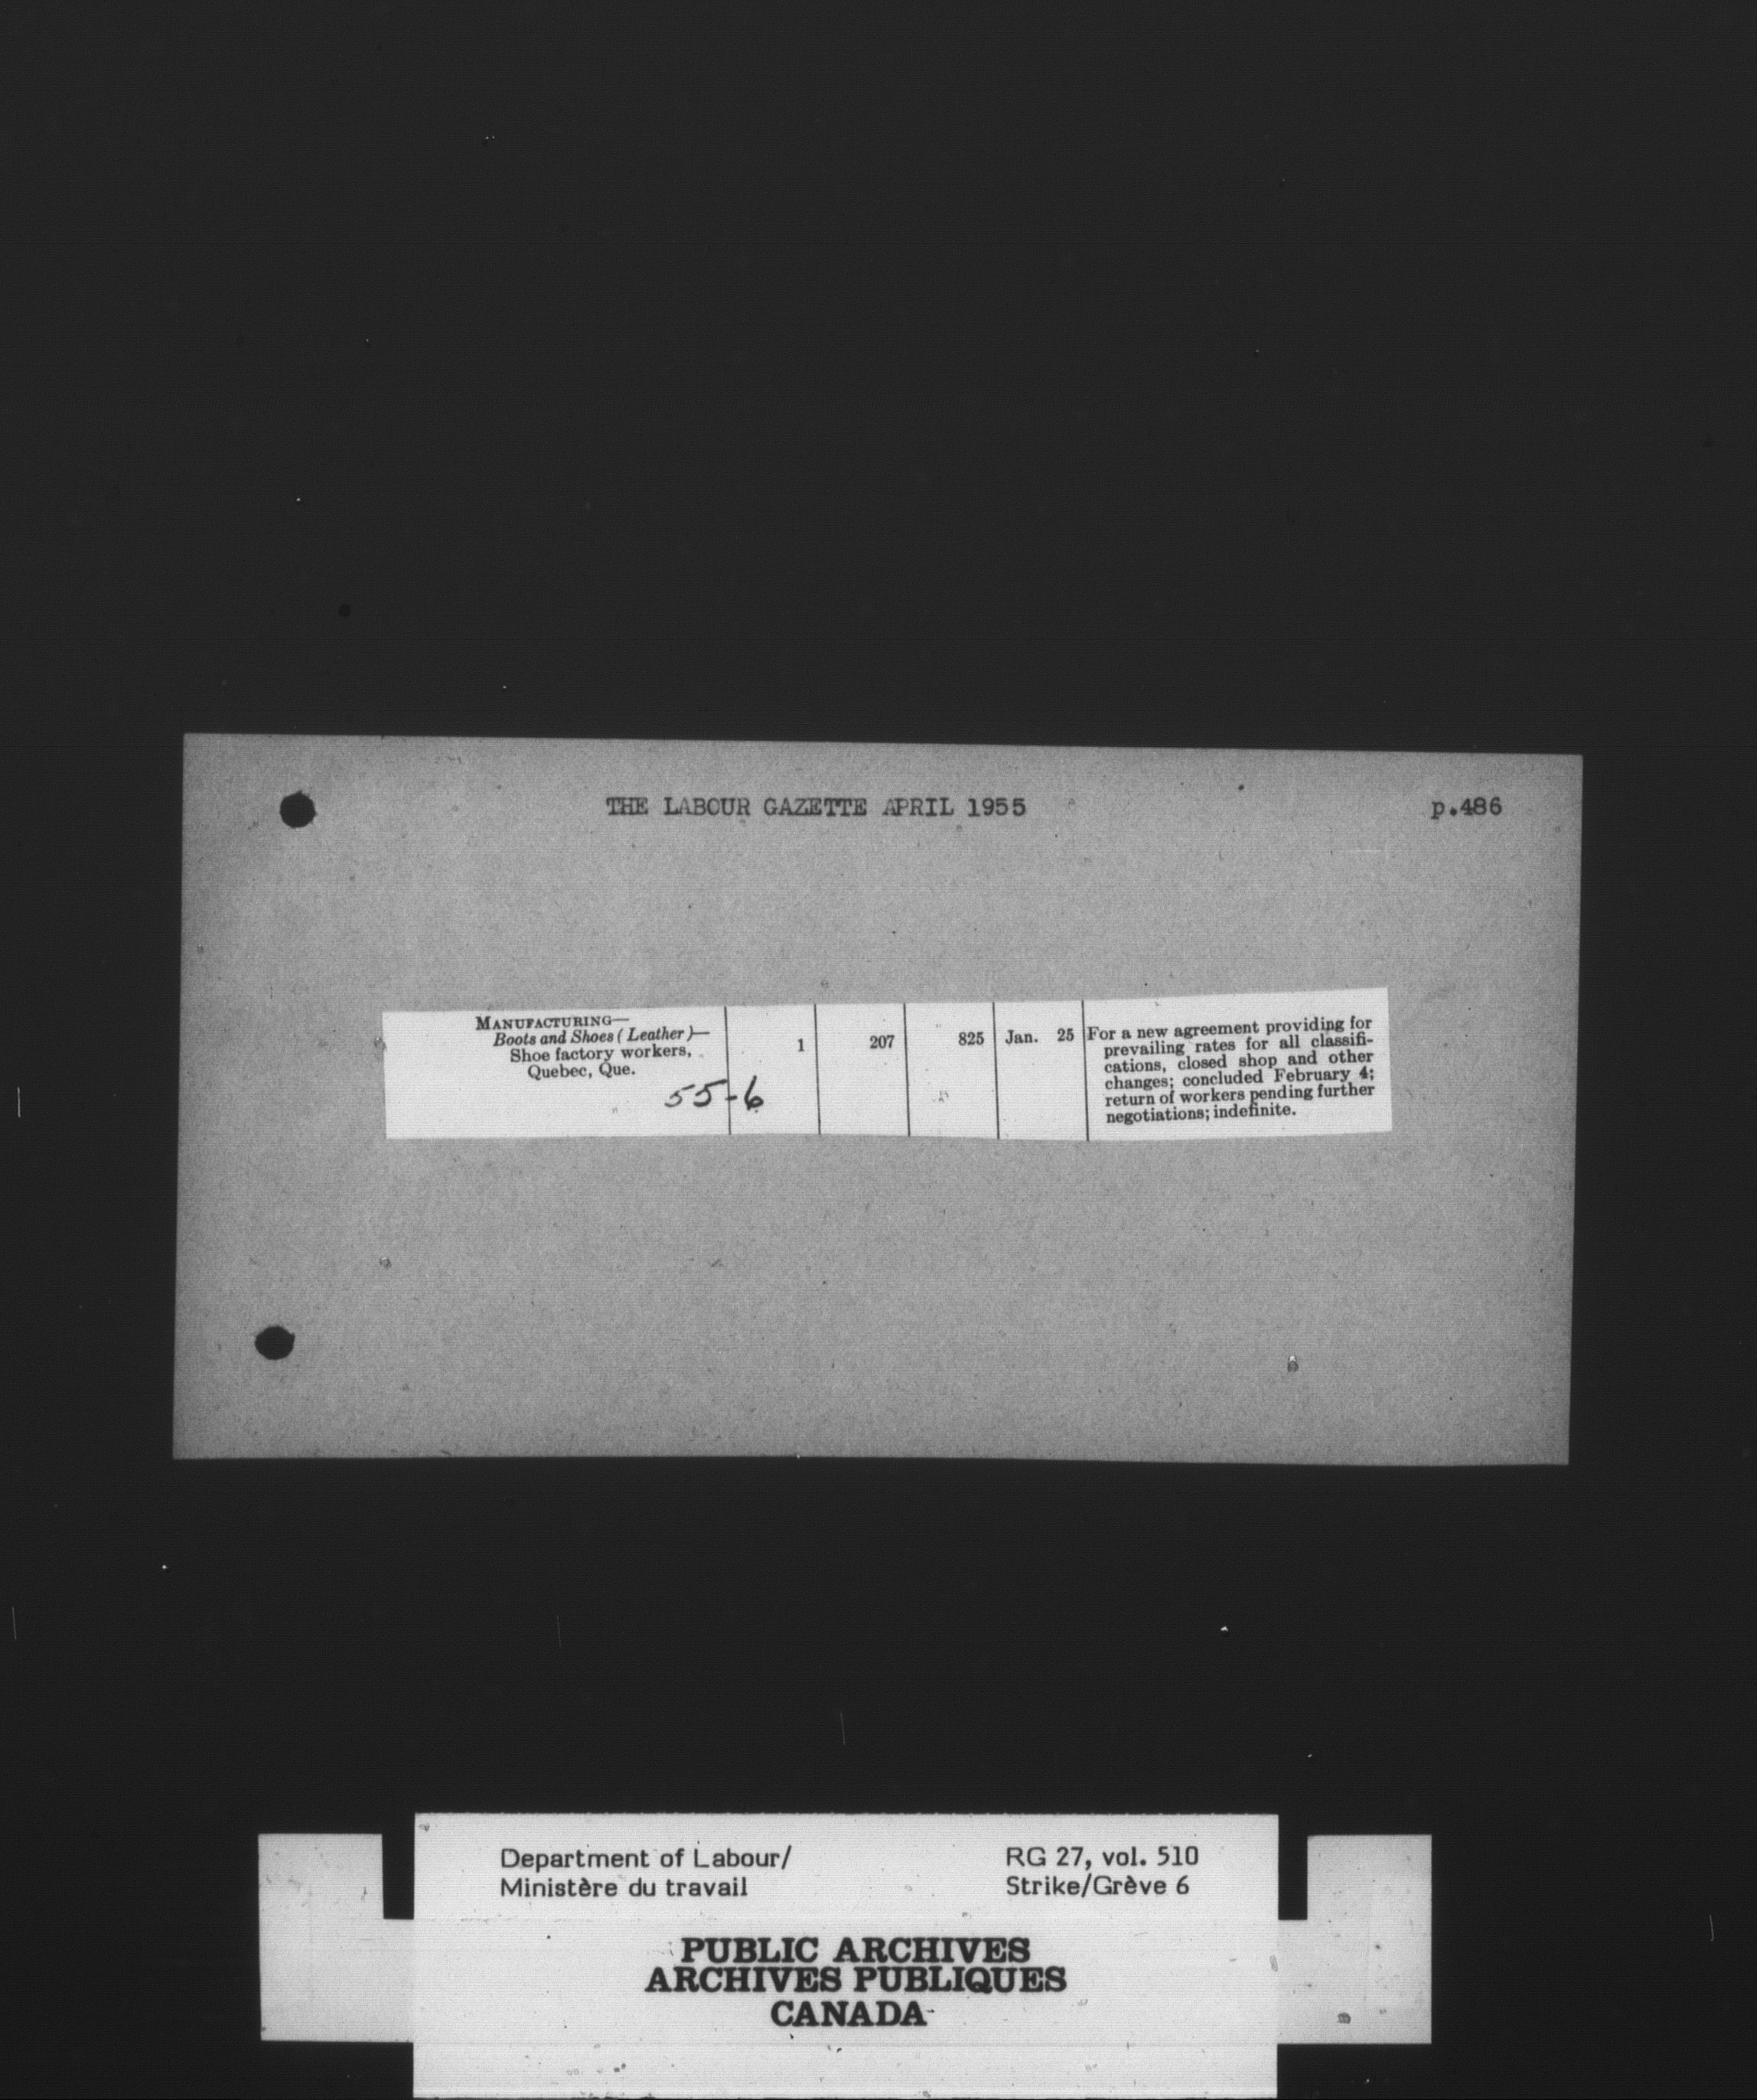 THE LABOUR GAZETTE APRIL 1955 p.486
MANUFACTURING—
Boots and Shoes (Leather)—
Shoe factory workers,
Quebec, Que.
55-6
1
207
825
Jan. 25
For a new agreement providing for
prevailing rates for all classifi-
cations, closed shop and other
changes; concluded February 4;
return of workers pending further
negotiations; indefinite.
Department of Labour/
Ministère du travail
RG 27, vol. 510
Strike/Grève 6
PUBLIC ARCHIVES
ARCHIVES PUBLIQUES
CANADA